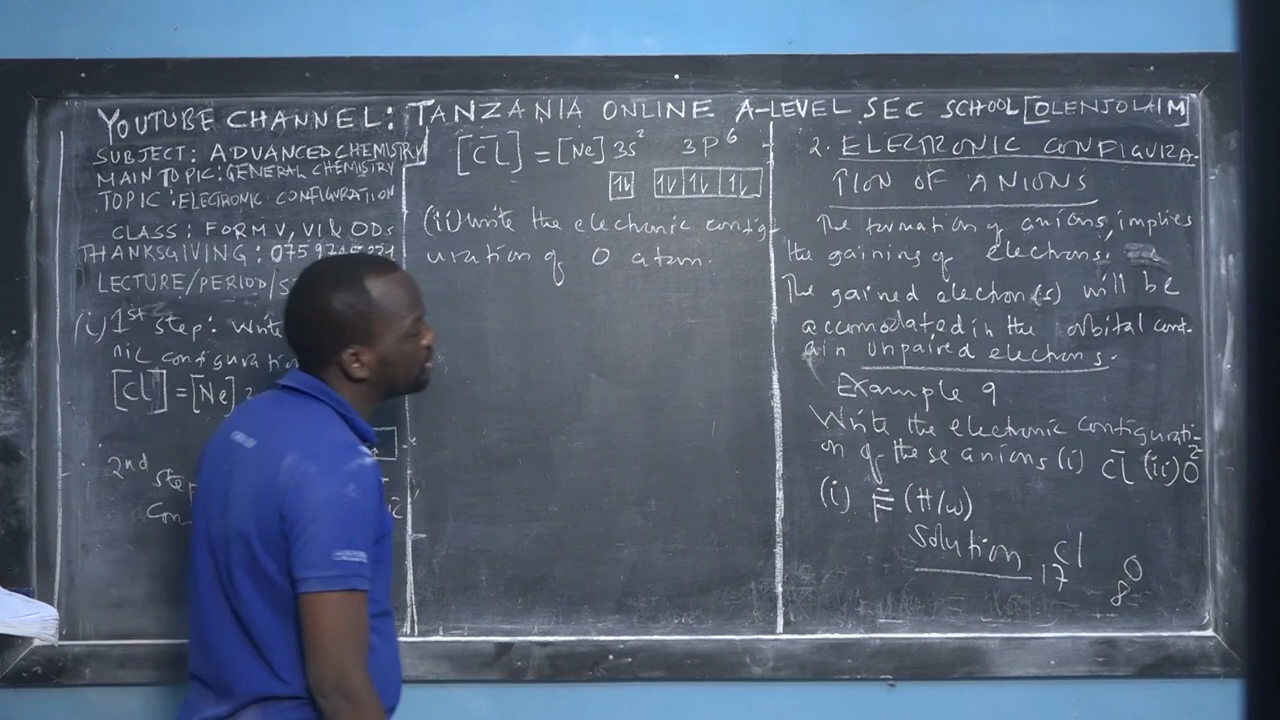 YOUTUBE CHANNEL: TANZANIA ONLINE A-LEVEL SEC SCHOOL [OLENJOLAIM]
SUBJECT: ADVANCED CHEMISTRY
MAIN TOPIC: GENERAL CHEMISTRY
TOPIC: ELECTRONIC CONFIGURATION
CLASS: FORM V, VI & ODs
THANKSGIVING:
LECTURE/PERIOD/
(i) 1st step: write
nic configuration
[Cl] = [Ne]
2nd step
Con
[Cl⁻] = [Ne] 3s² 3P⁶
⥮ ⥮ ⥮ ⥮
(ii) write the electronic config-
uration of O atom.
2. ELECTRONIC CONFIGURA-
TION OF ANIONS
The formation of anions, implies
the gaining of electrons.
The gained electron(s) will be
accomodated in the orbital cont-
ain unpaired electrons.
Example 9
Write the electronic configurati-
on of these anions (i) Cl⁻ (ii) O²⁻
(i) F⁻ (H/w)
Solution
₁₇Cl ₈O